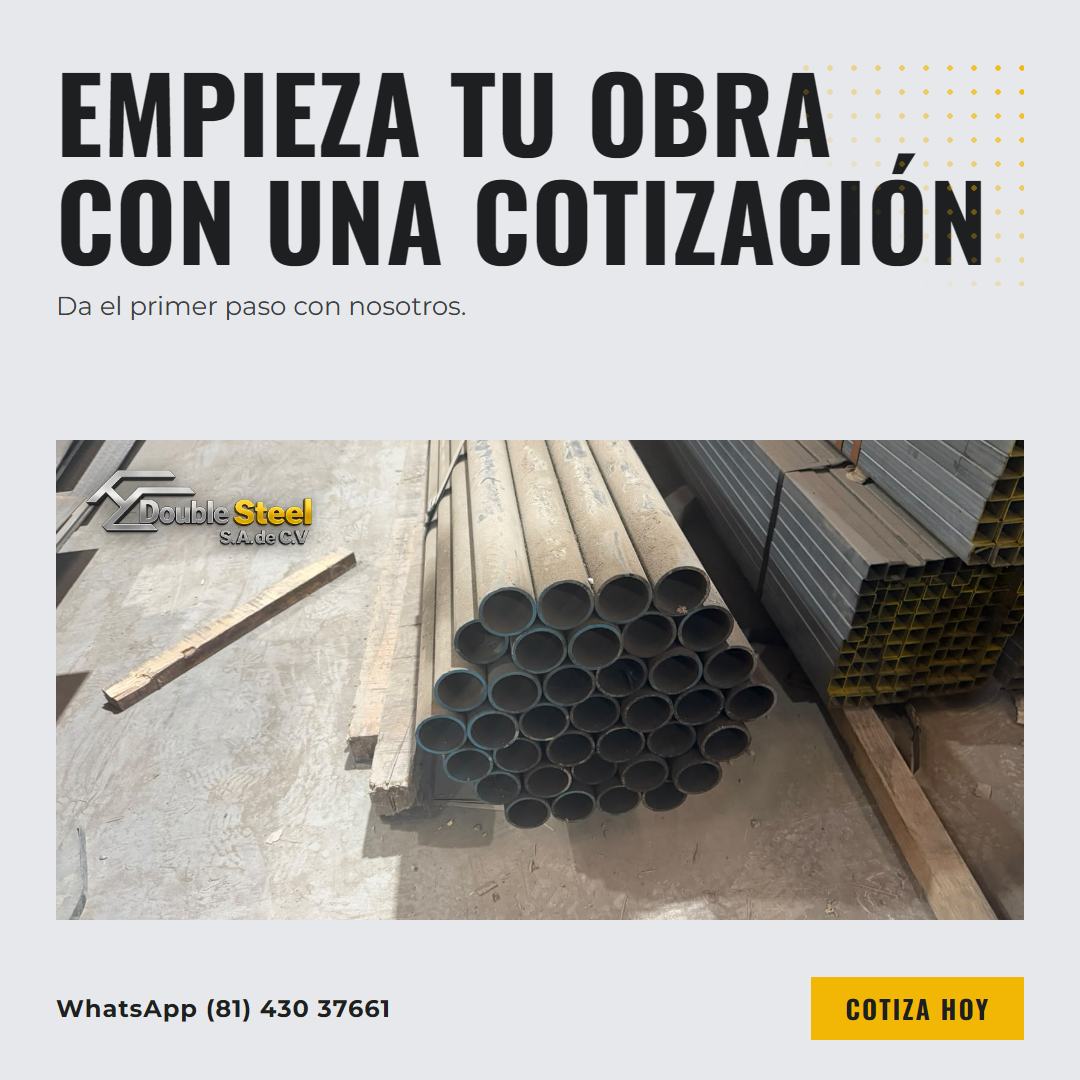 EMPIEZA TU OBRA
CON UNA COTIZACIÓN
Da el primer paso con nosotros.
Double Steel
S.A. de C.V
WhatsApp (81) 430 37661
COTIZA HOY